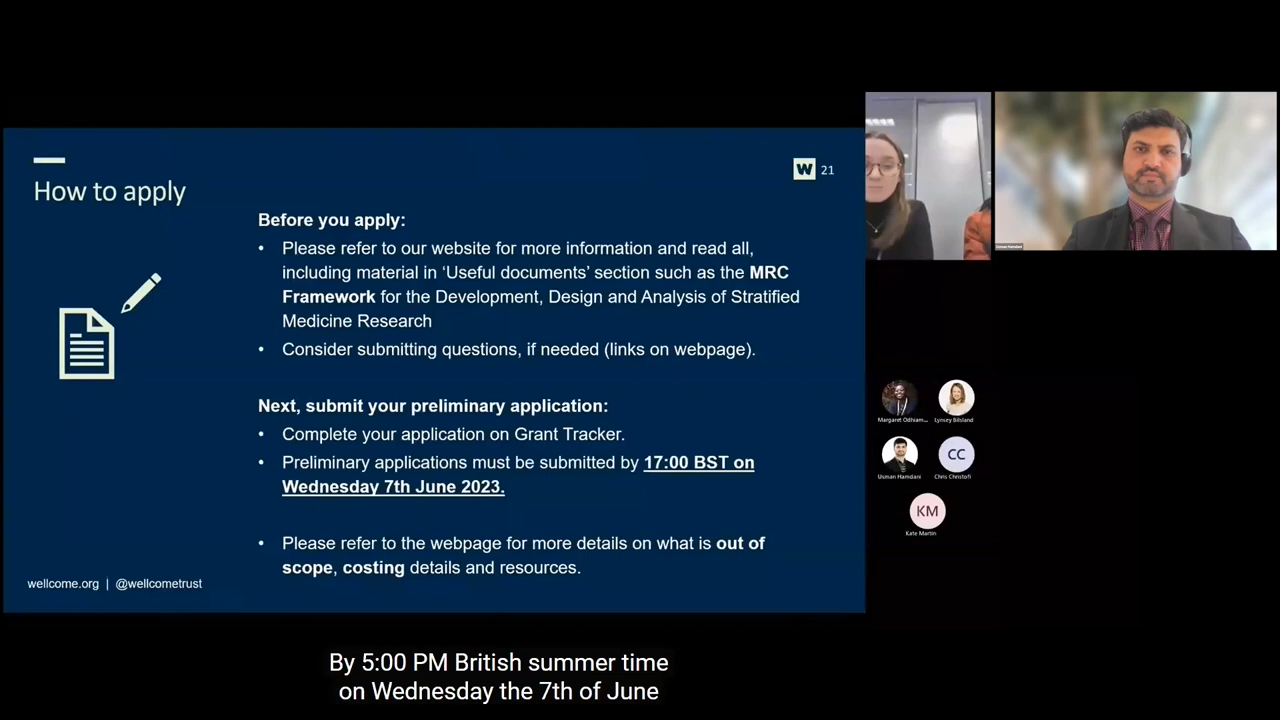 How to apply
W 21
Before you apply:
• Please refer to our website for more information and read all,
including material in ‘Useful documents’ section such as the MRC
Framework for the Development, Design and Analysis of Stratified
Medicine Research
• Consider submitting questions, if needed (links on webpage).
Next, submit your preliminary application:
• Complete your application on Grant Tracker.
• Preliminary applications must be submitted by 17:00 BST on
Wednesday 7th June 2023.
• Please refer to the webpage for more details on what is out of
scope, costing details and resources.
wellcome.org | @wellcometrust
Usman Hamdani
Margaret Odhiam... Lynsey Bilsland
CC
Usman Hamdani Chris Christofi
KM
Kate Martin
By 5:00 PM British summer time
on Wednesday the 7th of June